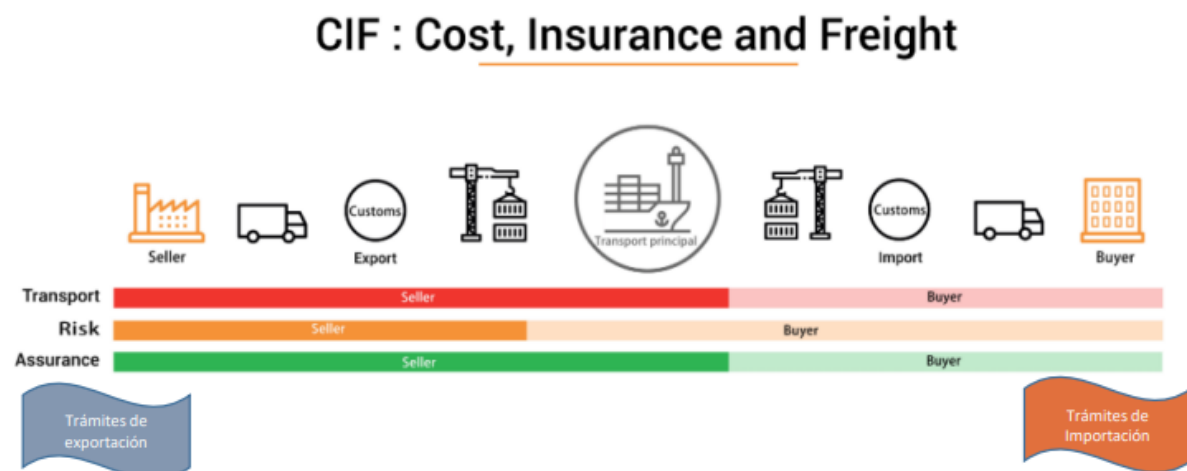 CIF : Cost, Insurance and Freight
Customs
Customs
Transport principal
Seller
Export
Import
Buyer
Transport
Seller
Buyer
Risk
Seller
Buyer
Assurance
Seller
Buyer
Trámites de
exportación
Trámites de
Importación